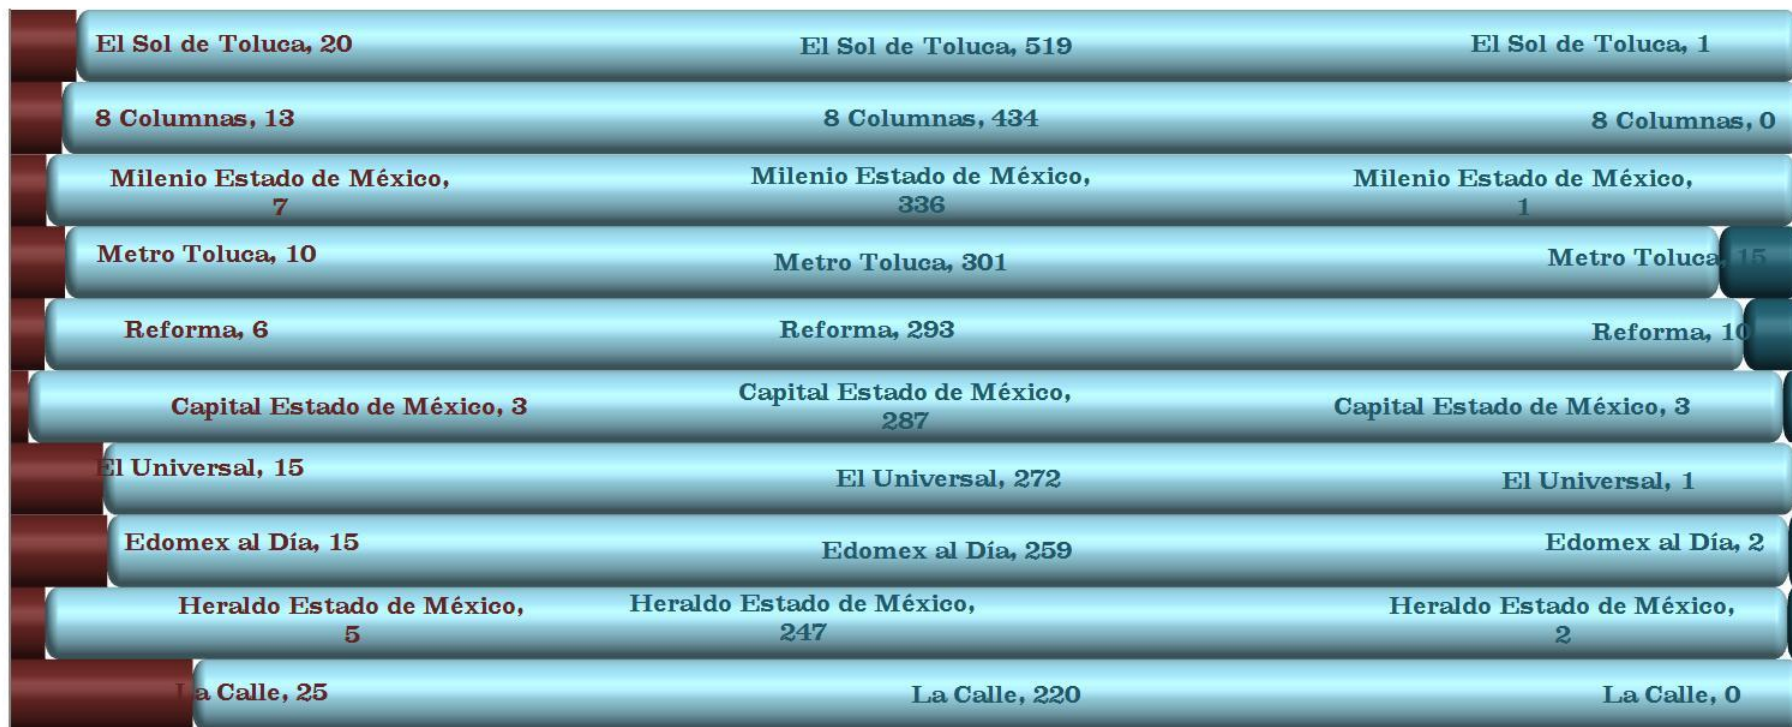 El Sol de Toluca, 20 El Sol de Toluca, 519 El Sol de Toluca, 1
8 Columnas, 13 8 Columnas, 434 8 Columnas, 0
Milenio Estado de México, Milenio Estado de México, Milenio Estado de México,
7 336 1
Metro Toluca, 10 Metro Toluca, 301 Metro Toluca, 15
Reforma, 6 Reforma, 293 Reforma, 10
Capital Estado de México, 3 Capital Estado de México, Capital Estado de México, 3
287
El Universal, 15 El Universal, 272 El Universal, 1
Edomex al Día, 15 Edomex al Día, 259 Edomex al Día, 2
Heraldo Estado de México, Heraldo Estado de México, Heraldo Estado de México,
5 247 2
La Calle, 25 La Calle, 220 La Calle, 0